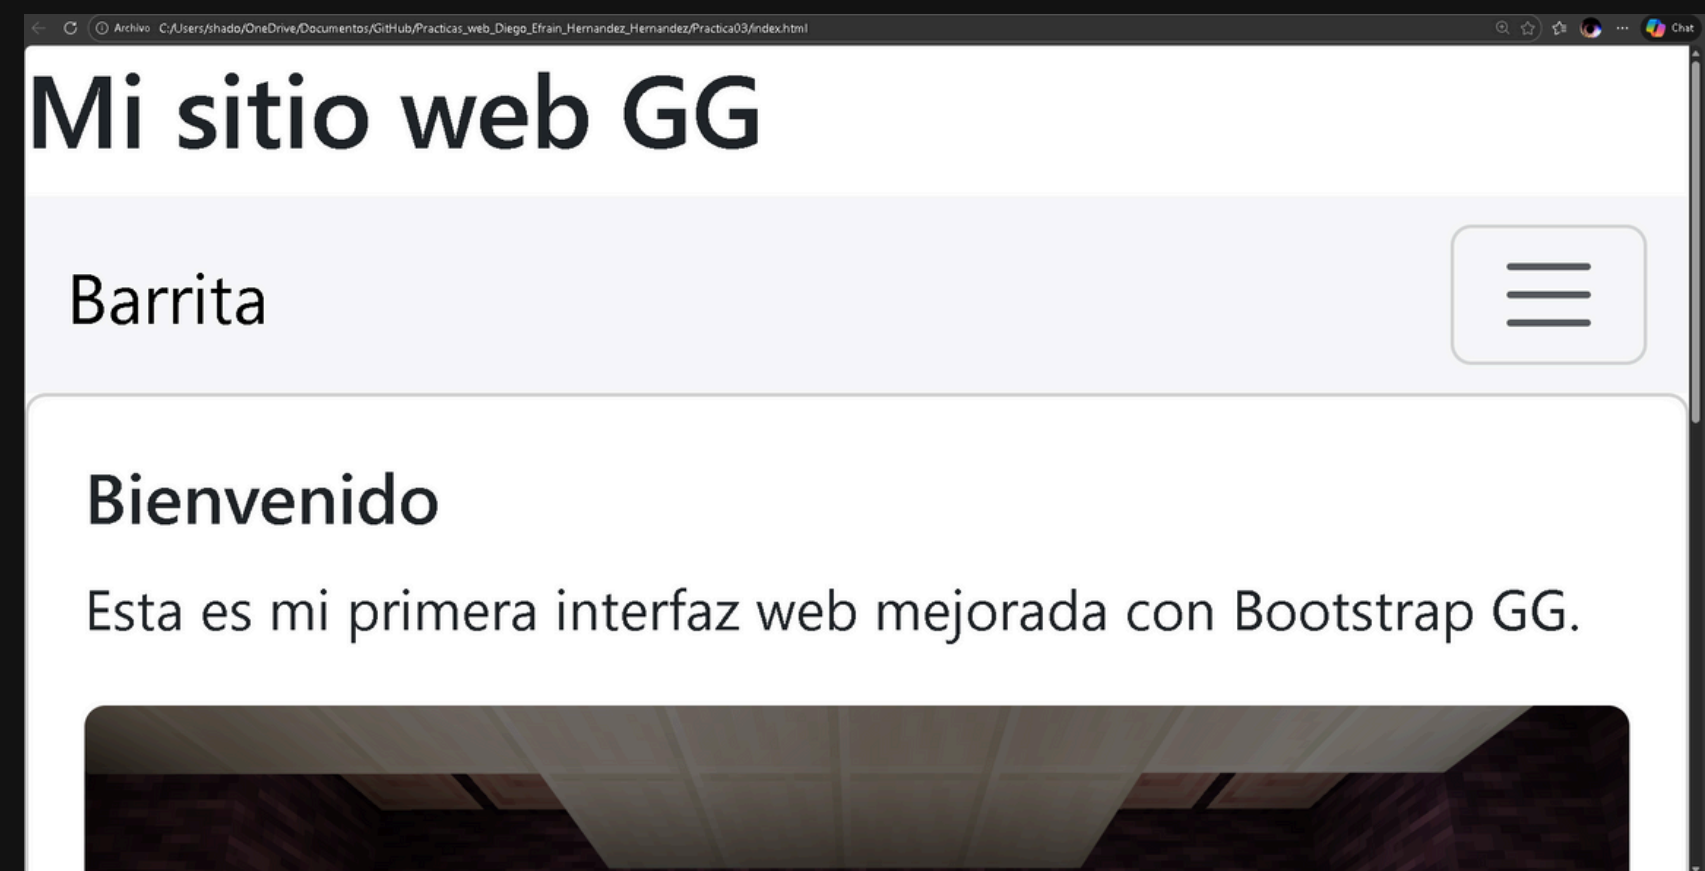 Archivo C:/Users/shado/OneDrive/Documentos/GitHub/Practicas_web_Diego_Efrain_Hernandez_Hernandez/Practica03/index.html
Chat
Mi sitio web GG
Barrita
Bienvenido
Esta es mi primera interfaz web mejorada con Bootstrap GG.